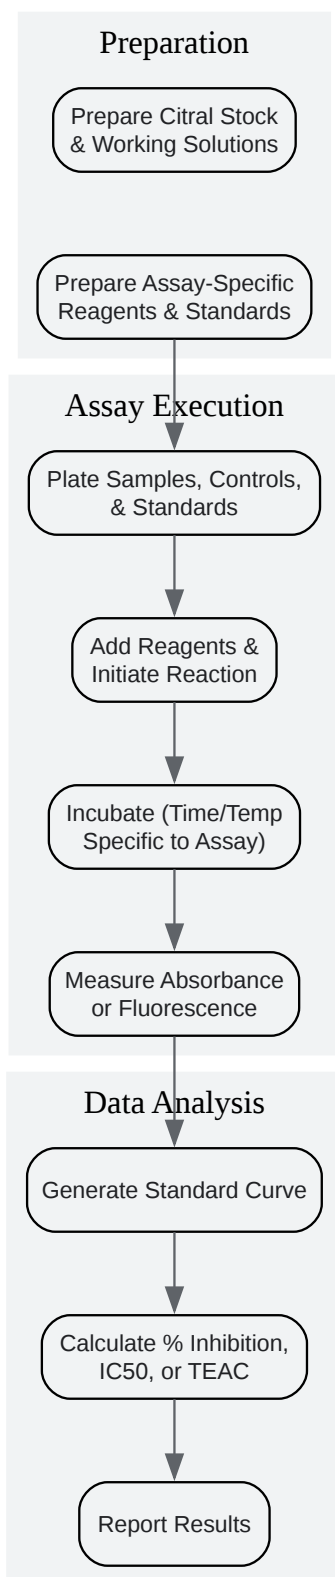 Preparation
Prepare Citral Stock
& Working Solutions
Prepare Assay-Specific
Reagents & Standards
Assay Execution
Plate Samples, Controls,
& Standards
Add Reagents &
Initiate Reaction
Incubate (Time/Temp
Specific to Assay)
Measure Absorbance
or Fluorescence
Data Analysis
Generate Standard Curve
Calculate % Inhibition,
IC50, or TEAC
Report Results